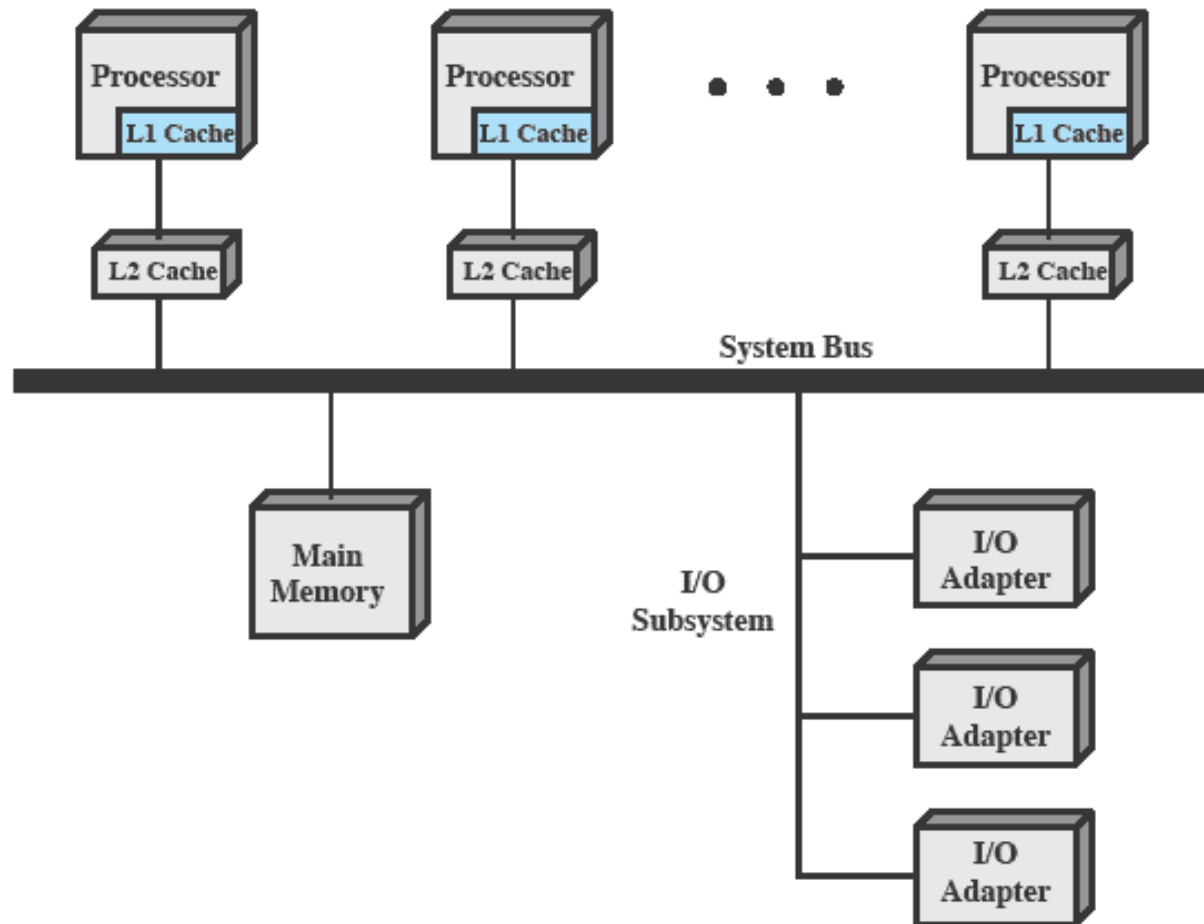 Processor
L1 Cache
Processor
L1 Cache
Processor
L1 Cache
L2 Cache
L2 Cache
L2 Cache
System Bus
Main
Memory
I/O
Subsystem
I/O
Adapter
I/O
Adapter
I/O
Adapter